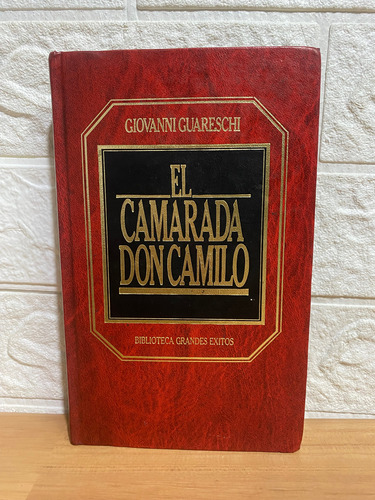 GIOVANNI GUARESCHI
EL
CAMARADA
DON CAMILO
BIBLIOTECA GRANDES EXITOS